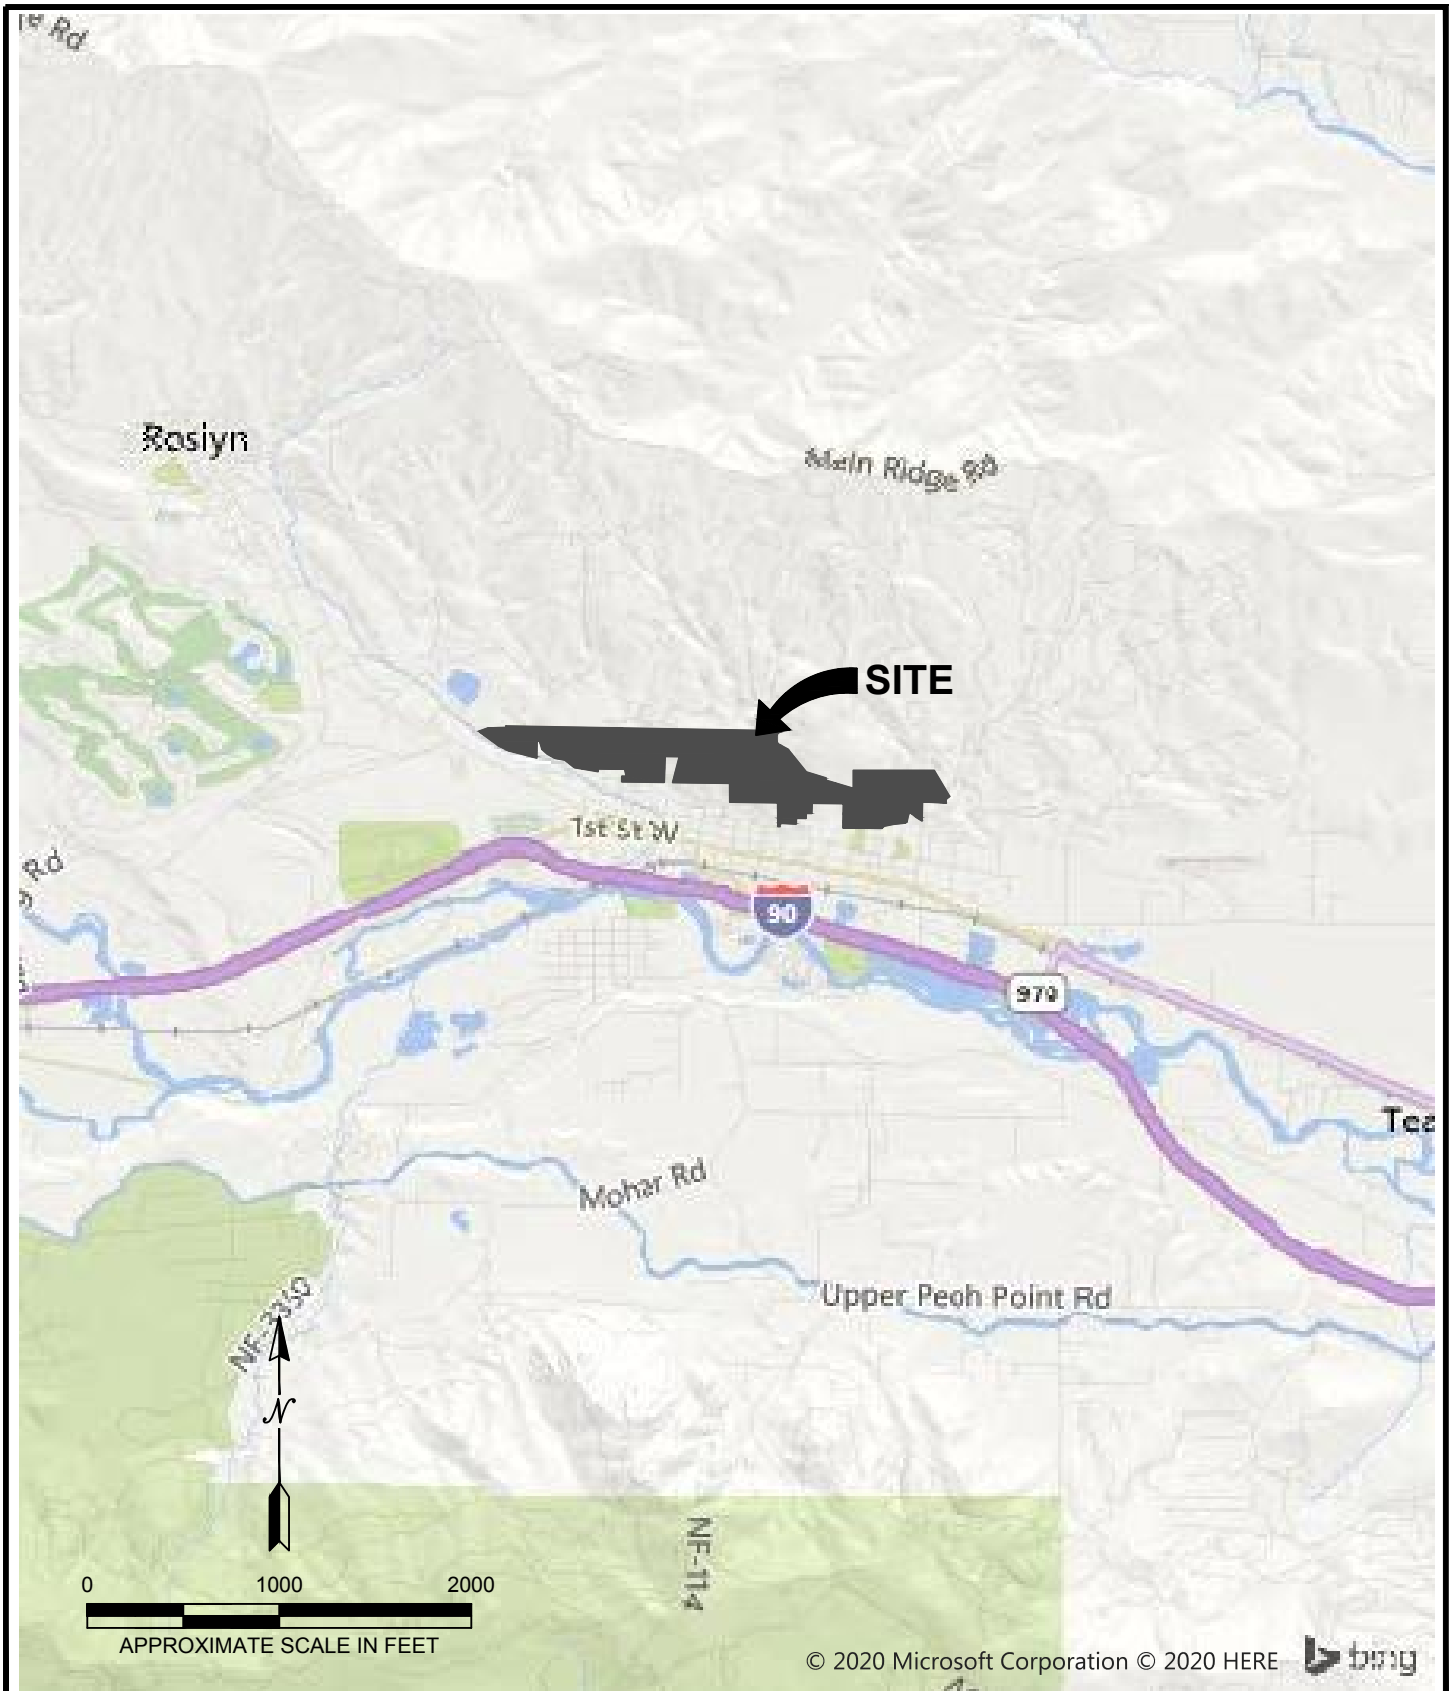 Rd
Roslyn
Main Ridge Rd
SITE
1st St W
Rd
90
970
Tea
Mohar Rd
Upper Peoh Point Rd
NF-3350
N
NF-114
0 1000 2000
APPROXIMATE SCALE IN FEET
© 2020 Microsoft Corporation © 2020 HERE
bing